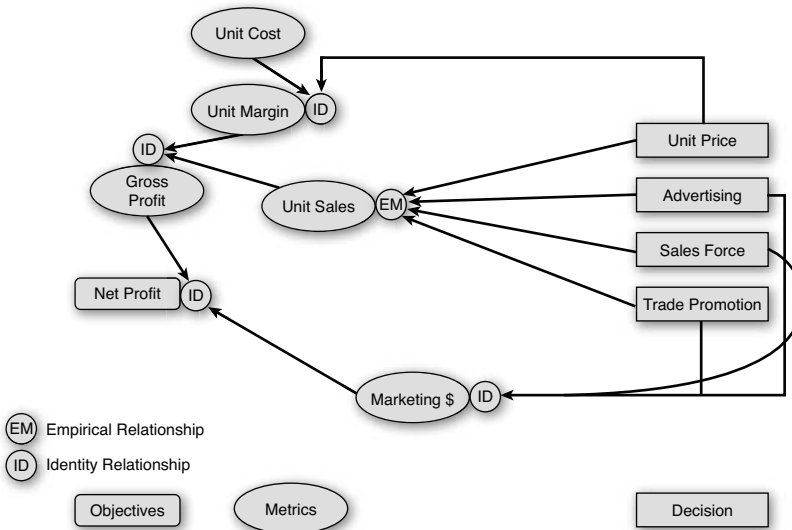 Unit Cost
Unit Margin
ID
ID
Unit Price
Gross
Profit
Unit Sales
EM
Advertising
Sales Force
Net Profit
ID
Trade Promotion
Marketing $
ID
EM
Empirical Relationship
ID
Identity Relationship
Objectives
Metrics
Decision